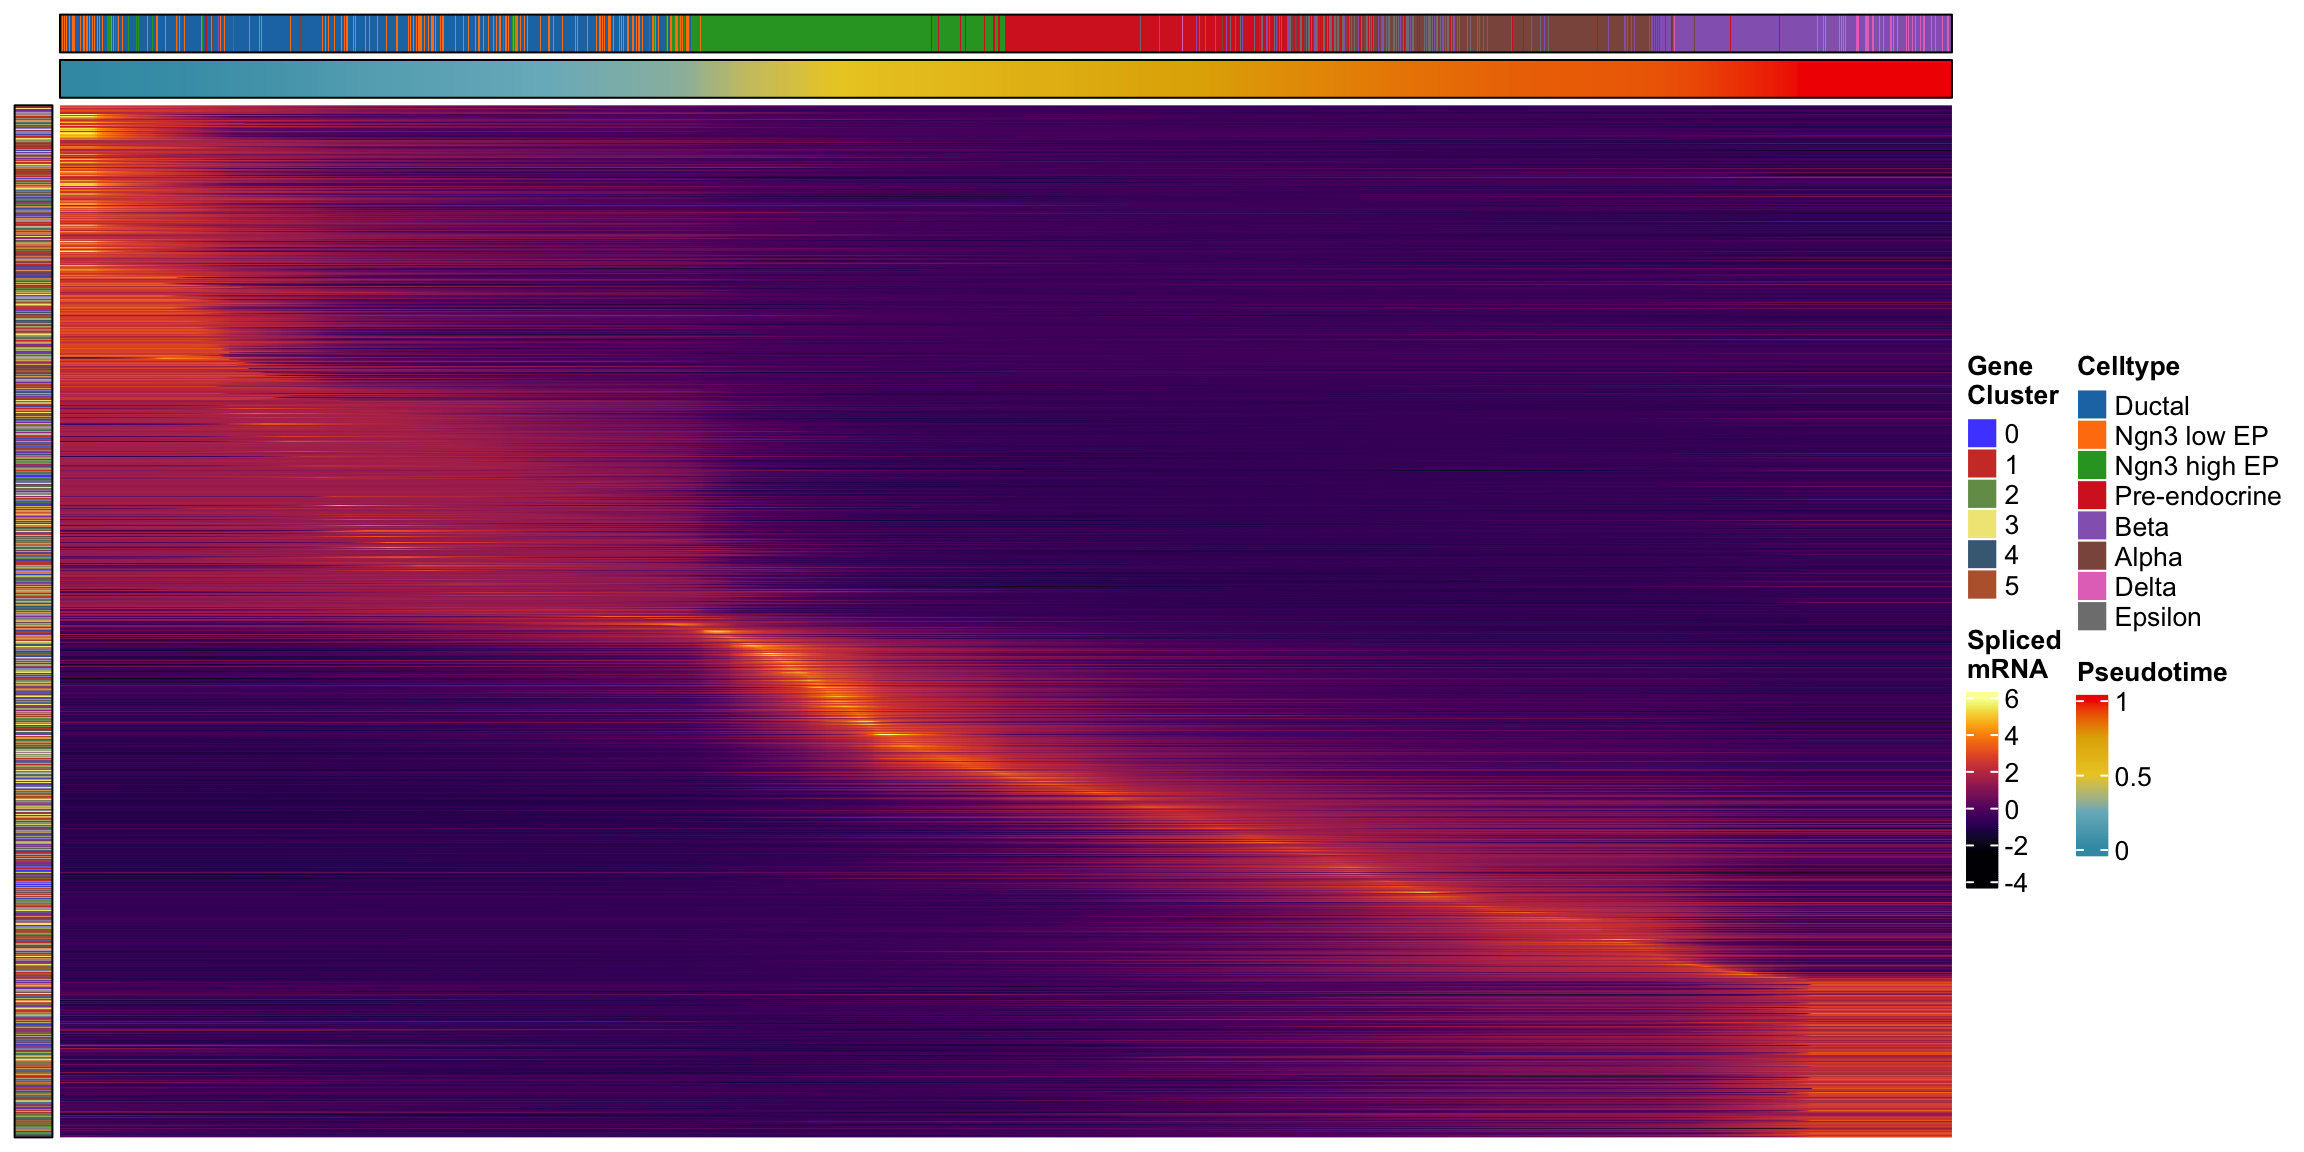 Gene
Cluster
0
1
2
3
4
5
Spliced
mRNA
6
4
2
0
-2
-4
Celltype
Ductal
Ngn3 low EP
Ngn3 high EP
Pre-endocrine
Beta
Alpha
Delta
Epsilon
Pseudotime
1
0.5
0